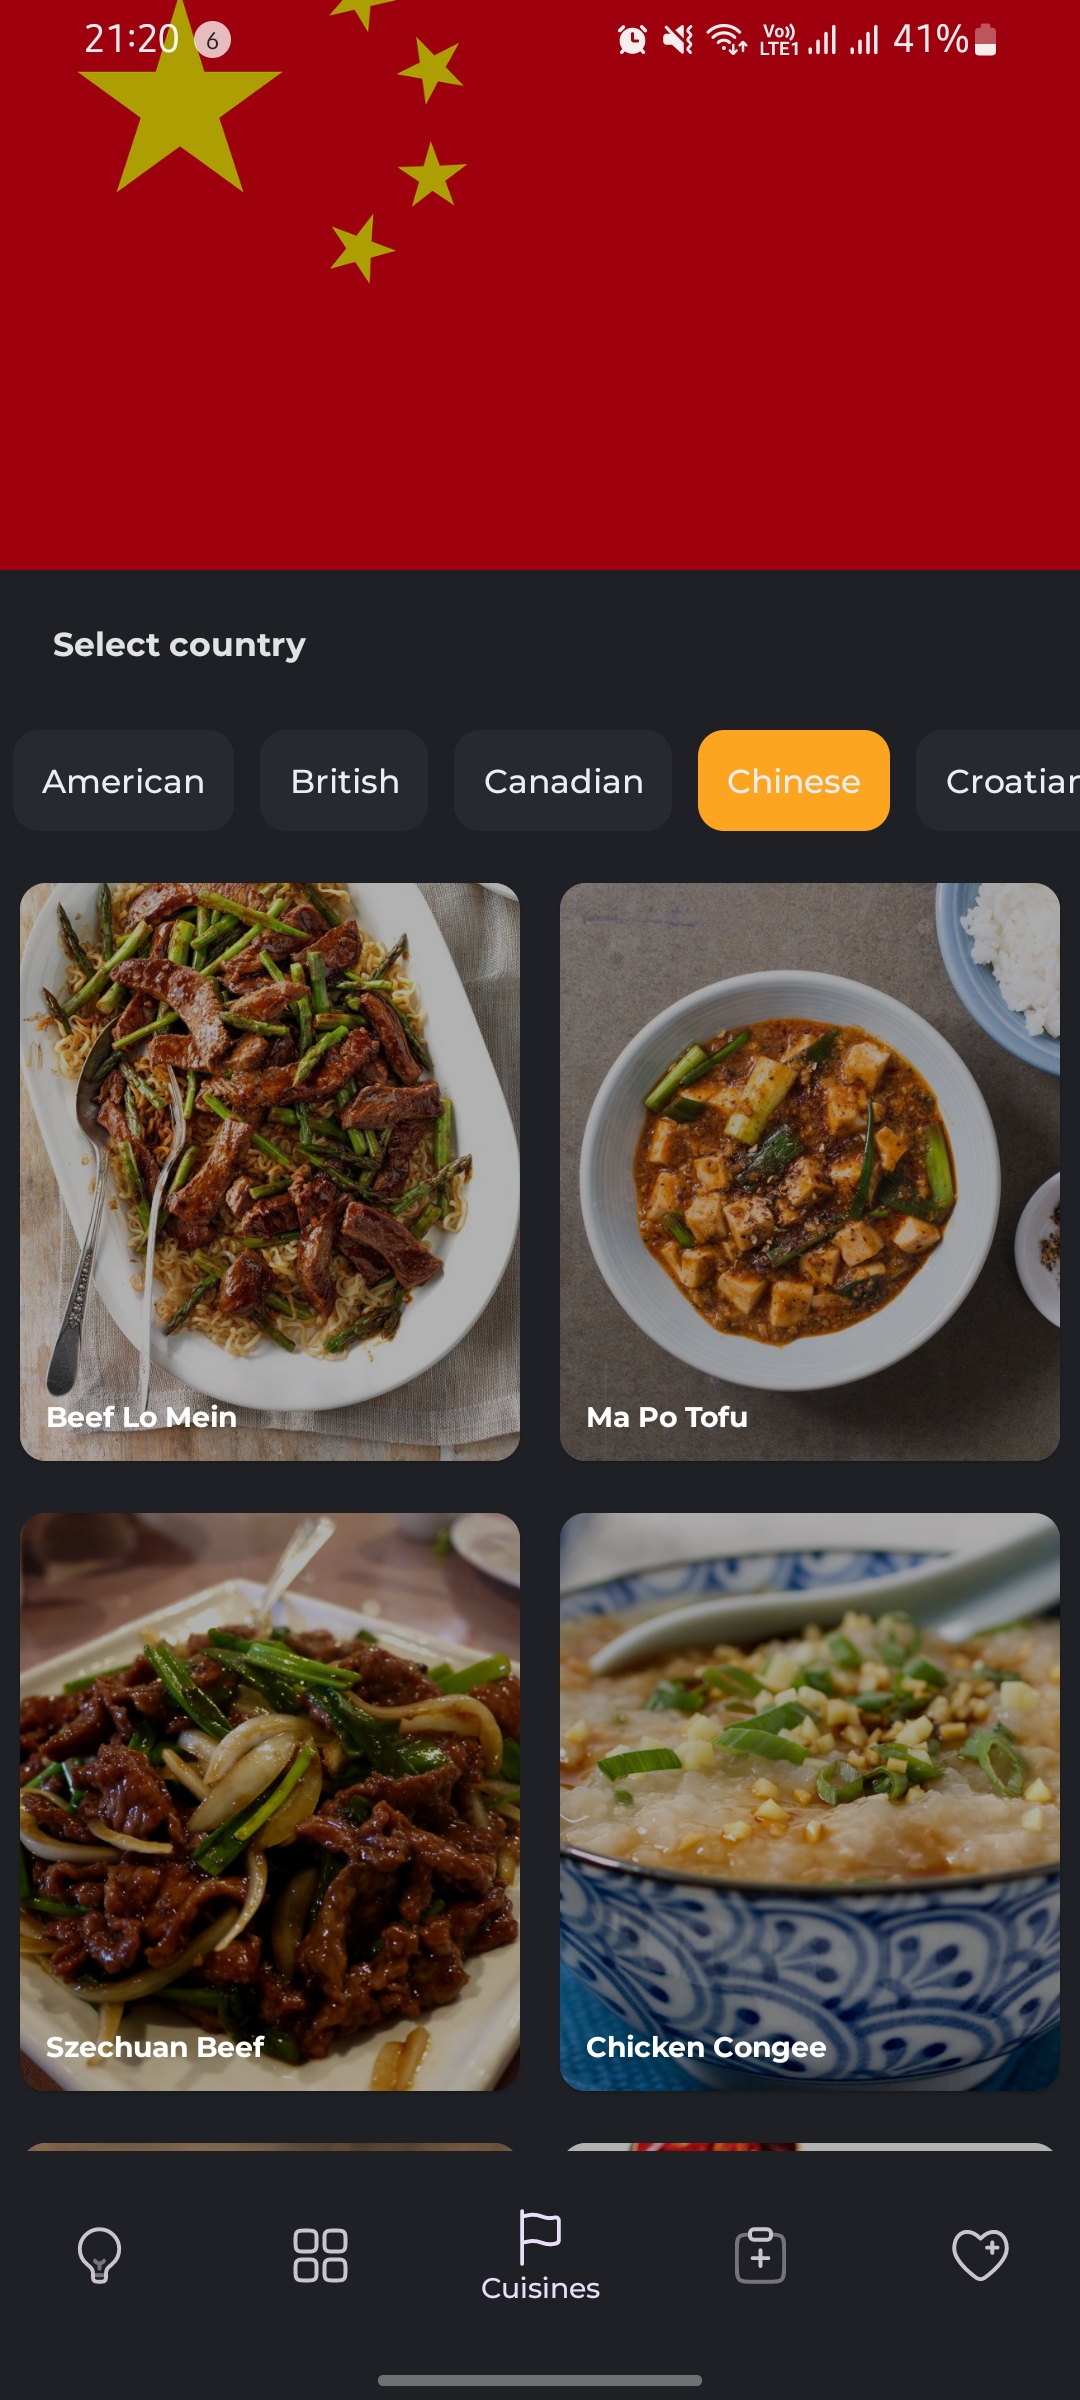 21:20 6 Vo)) LTE1 41%
Select country
American British Canadian Chinese Croatian
Beef Lo Mein Ma Po Tofu
Szechuan Beef Chicken Congee
Cuisines